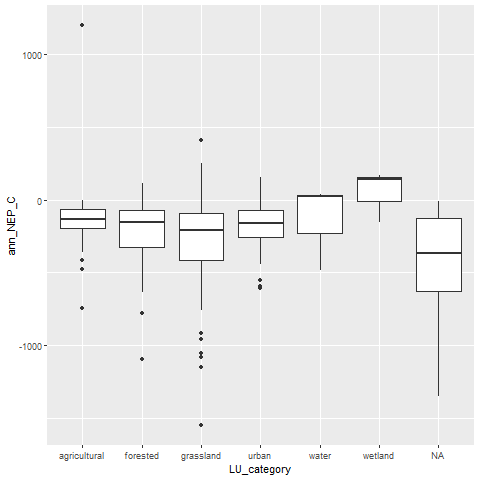 1000
0
-1000
ann_NEP_C
agricultural forested grassland urban water wetland NA
LU_category